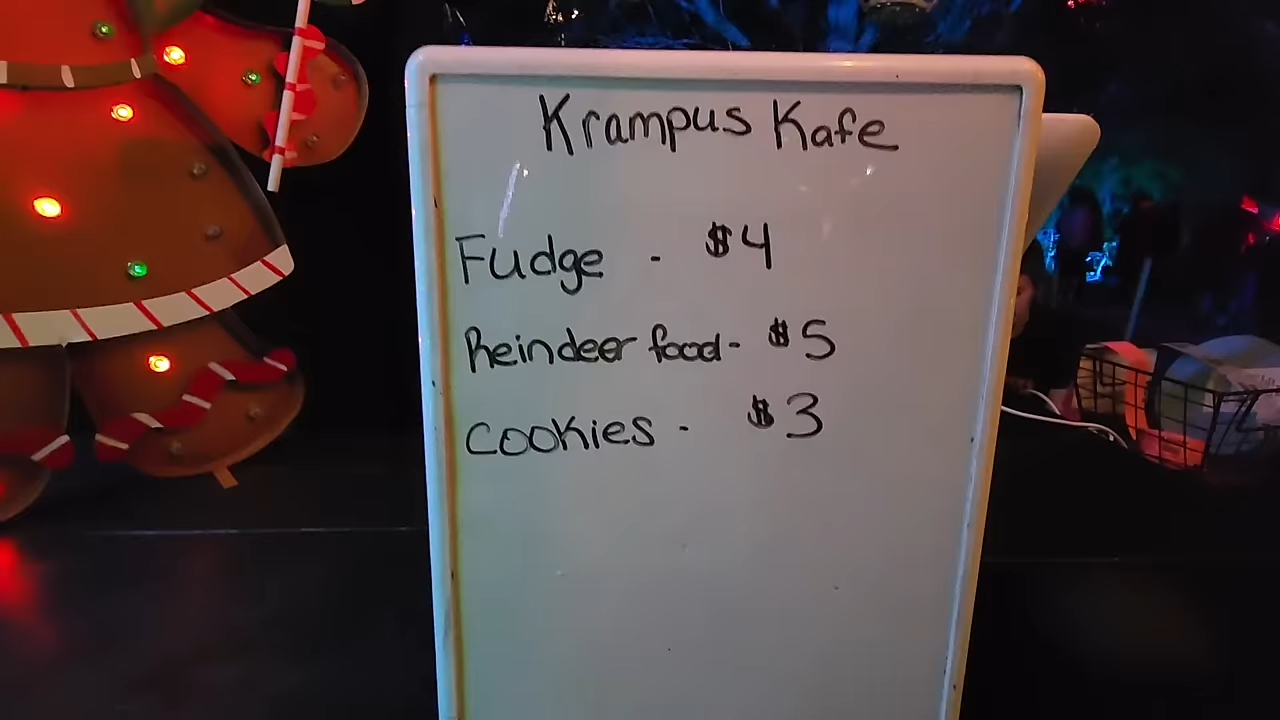 Krampus Kafe
Fudge - $4
Reindeer food - $5
Cookies - $3